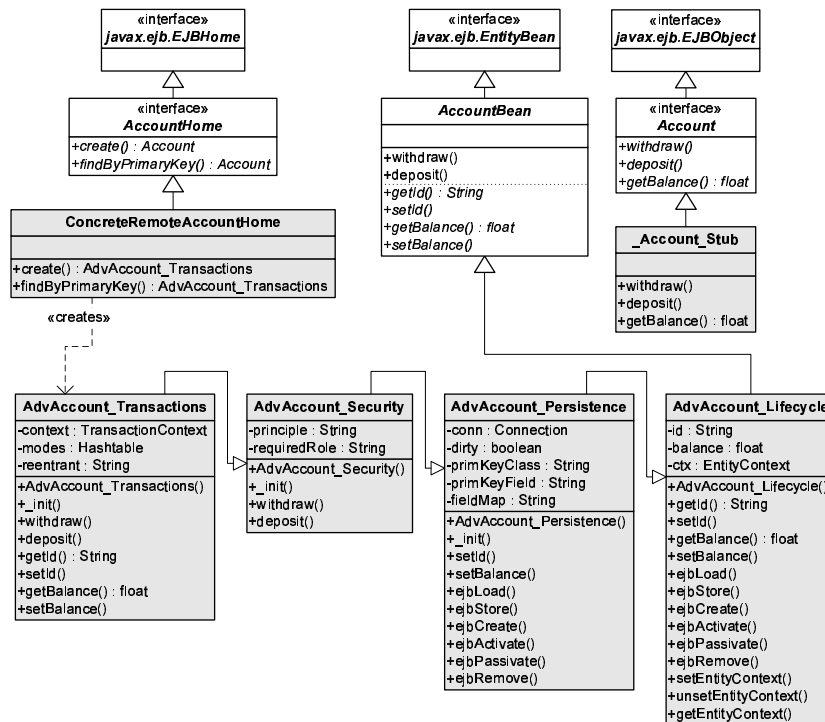 «interface»
javax.ejb.EJBHome
«interface»
javax.ejb.EntityBean
«interface»
javax.ejb.EJBObject
«interface»
AccountHome
+create() : Account
+findByPrimaryKey() : Account
AccountBean
+withdraw()
+deposit()
+getId() : String
+setId()
+getBalance() : float
+setBalance()
«interface»
Account
+withdraw()
+deposit()
+getBalance() : float
ConcreteRemoteAccountHome
+create() : AdvAccount_Transactions
+findByPrimaryKey() : AdvAccount_Transactions
_Account_Stub
+withdraw()
+deposit()
+getBalance() : float
«creates»
AdvAccount_Transactions
-context : TransactionContext
-modes : Hashtable
-reentrant : String
+AdvAccount_Transactions()
+_init()
+withdraw()
+deposit()
+getId() : String
+setId()
+getBalance() : float
+setBalance()
AdvAccount_Security
-principle : String
-requiredRole : String
+AdvAccount_Security()
+_init()
+withdraw()
+deposit()
AdvAccount_Persistence
-conn : Connection
-dirty : boolean
-primKeyClass : String
-primKeyField : String
-fieldMap : String
+AdvAccount_Persistence()
+_init()
+setId()
+setBalance()
+ejbLoad()
+ejbStore()
+ejbCreate()
+ejbActivate()
+ejbPassivate()
+ejbRemove()
AdvAccount_Lifecycle
-id : String
-balance : float
-ctx : EntityContext
+AdvAccount_Lifecycle()
+getId() : String
+setId()
+getBalance() : float
+setBalance()
+ejbLoad()
+ejbStore()
+ejbCreate()
+ejbActivate()
+ejbPassivate()
+ejbRemove()
+setEntityContext()
+unsetEntityContext()
+getEntityContext()